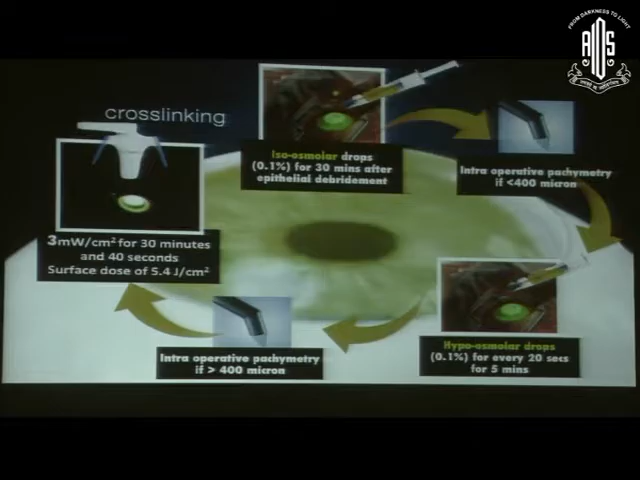 FROM DARKNESS TO LIGHT
AIOS
crosslinking
Iso-osmolar drops
(0.1%) for 30 mins after
epithelial debridement
Intra operative pachymetry
if <400 micron
Hypo-osmolar drops
(0.1%) for every 20 secs
for 5 mins
Intra operative pachymetry
if > 400 micron
3mW/cm² for 30 minutes
and 40 seconds
Surface dose of 5.4 J/cm²